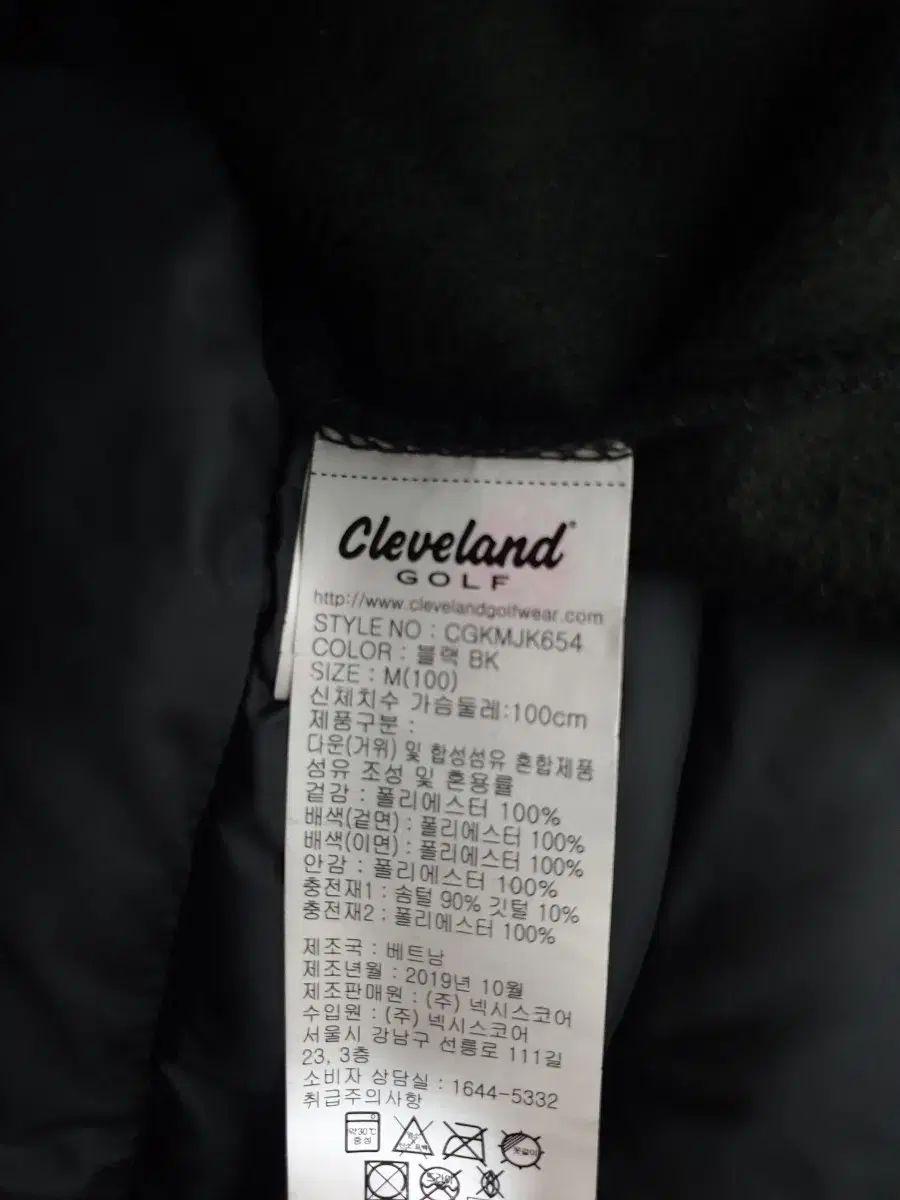 Cleveland
GOLF
http://www.clevelandgolfwear.com
STYLE NO : CGKMJK654
COLOR : 블랙 BK
SIZE : M(100)
신체치수 가슴둘레:100cm
제품구분 :
다운(거위) 및 합성섬유 혼합제품
섬유 조성 및 혼용률
겉감 : 폴리에스터 100%
배색(겉면) : 폴리에스터 100%
배색(이면) : 폴리에스터 100%
안감 : 폴리에스터 100%
충전재1 : 솜털 90% 깃털 10%
충전재2 : 폴리에스터 100%
제조국 : 베트남
제조년월 : 2019년 10월
제조판매원 : (주) 넥시스코어
수입원 : (주) 넥시스코어
서울시 강남구 선릉로 111길
23, 3층
소비자 상담실 : 1644-5332
취급주의사항
약30℃
중성